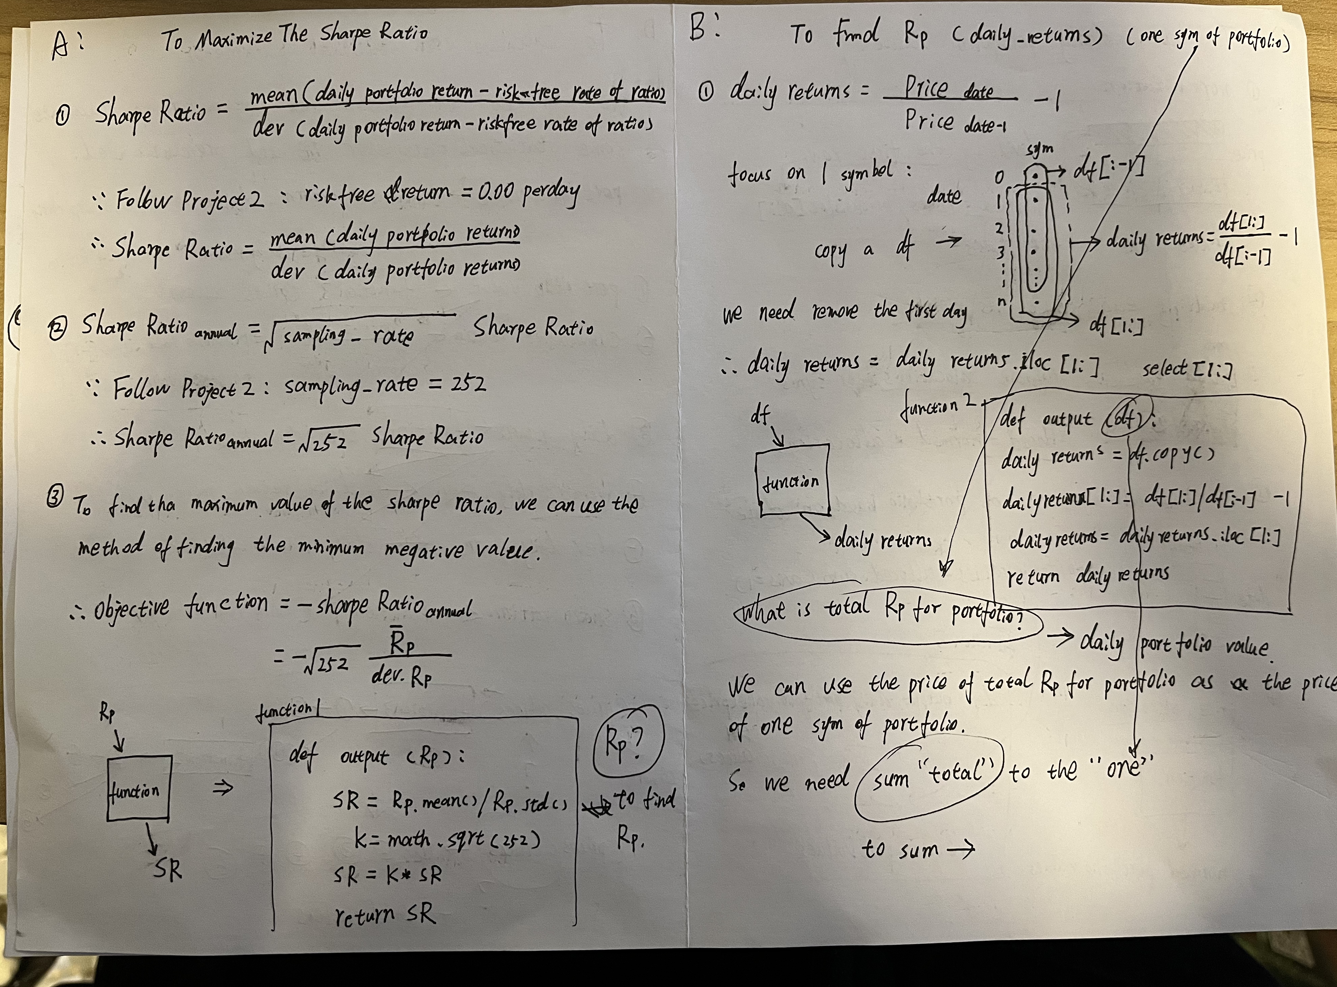 A: To Maximize The Sharpe Ratio
① Sharpe Ratio = mean (daily portfolio return - risk-free rate of ratio)
dev (daily portfolio return - riskfree rate of ratios)
∵ Follow Project 2 : riskfree return = 0.00 perday
∴ Sharpe Ratio = mean (daily portfolio returns)
dev (daily portfolio returns)
② Sharpe Ratio annual = √sampling_rate Sharpe Ratio
∵ Follow Project 2 : sampling_rate = 252
∴ Sharpe Ratio annual = √252 Sharpe Ratio
③ To find tha maximum value of the sharpe ratio, we can use the
method of finding the minimum negative value.
∴ Objective function = - sharpe Ratio annual
= -√252 R̄p
dev. Rp
Rp
function
⇒
SR
function 1
def output (Rp) :
SR = Rp.mean() / Rp.std()
k = math.sqrt(252)
SR = K* SR
return SR
Rp?
to find
Rp.
B: To find Rp (daily_returns) (one sym of portfolio)
① daily returns = Price date - 1
Price date-1
focus on 1 symbol :
date
copy a df →
sym
0
1
2
3
n
df[:-1]
daily returns = df[1:] - 1
df[:-1]
df[1:]
we need remove the first day
∴ daily returns = daily returns.iloc [1:] select [1:]
df
function
daily returns
function 2
def output (df):
daily returns = df.copy()
daily returns[1:] = df[1:]/df[:-1] -1
daily returns = daily returns.iloc [1:]
return daily returns
What is total Rp for portfolio?
→ daily portfolio value.
We can use the price of total Rp for portfolio as the price
of one sym of portfolio.
So we need sum "total" to the "one"
to sum →